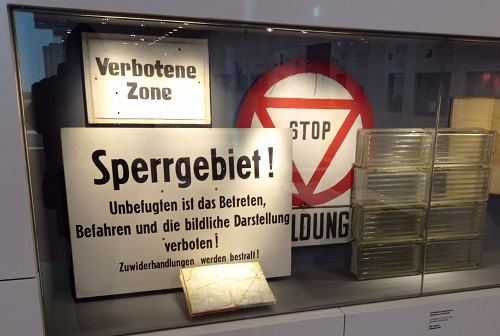 Verbotene
Zone
STOP
Sperrgebiet!
Unbefugten ist das Betreten,
Befahren und die bildliche Darstellung
verboten!
Zuwiderhandlungen werden bestraft!
LDUNG